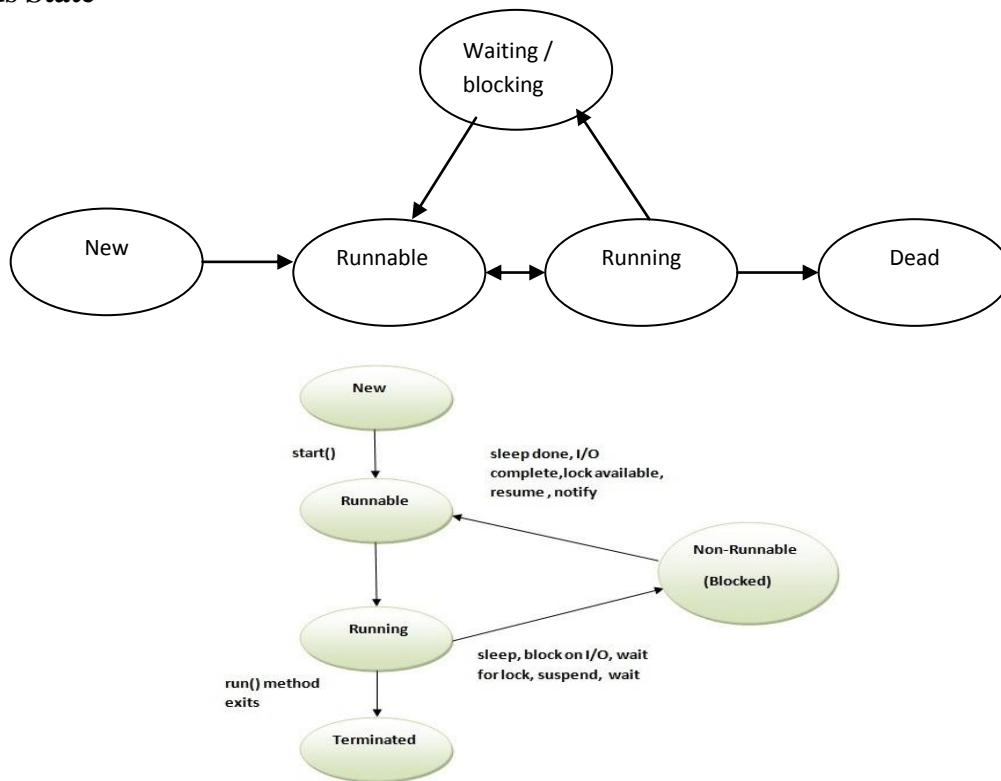 Waiting /
blocking
New
Runnable
Running
Dead
New
start()
sleep done, I/O
complete,lock available,
resume , notify
Runnable
Non-Runnable
(Blocked)
Running
sleep, block on I/O, wait
for lock, suspend, wait
run() method
exits
Terminated